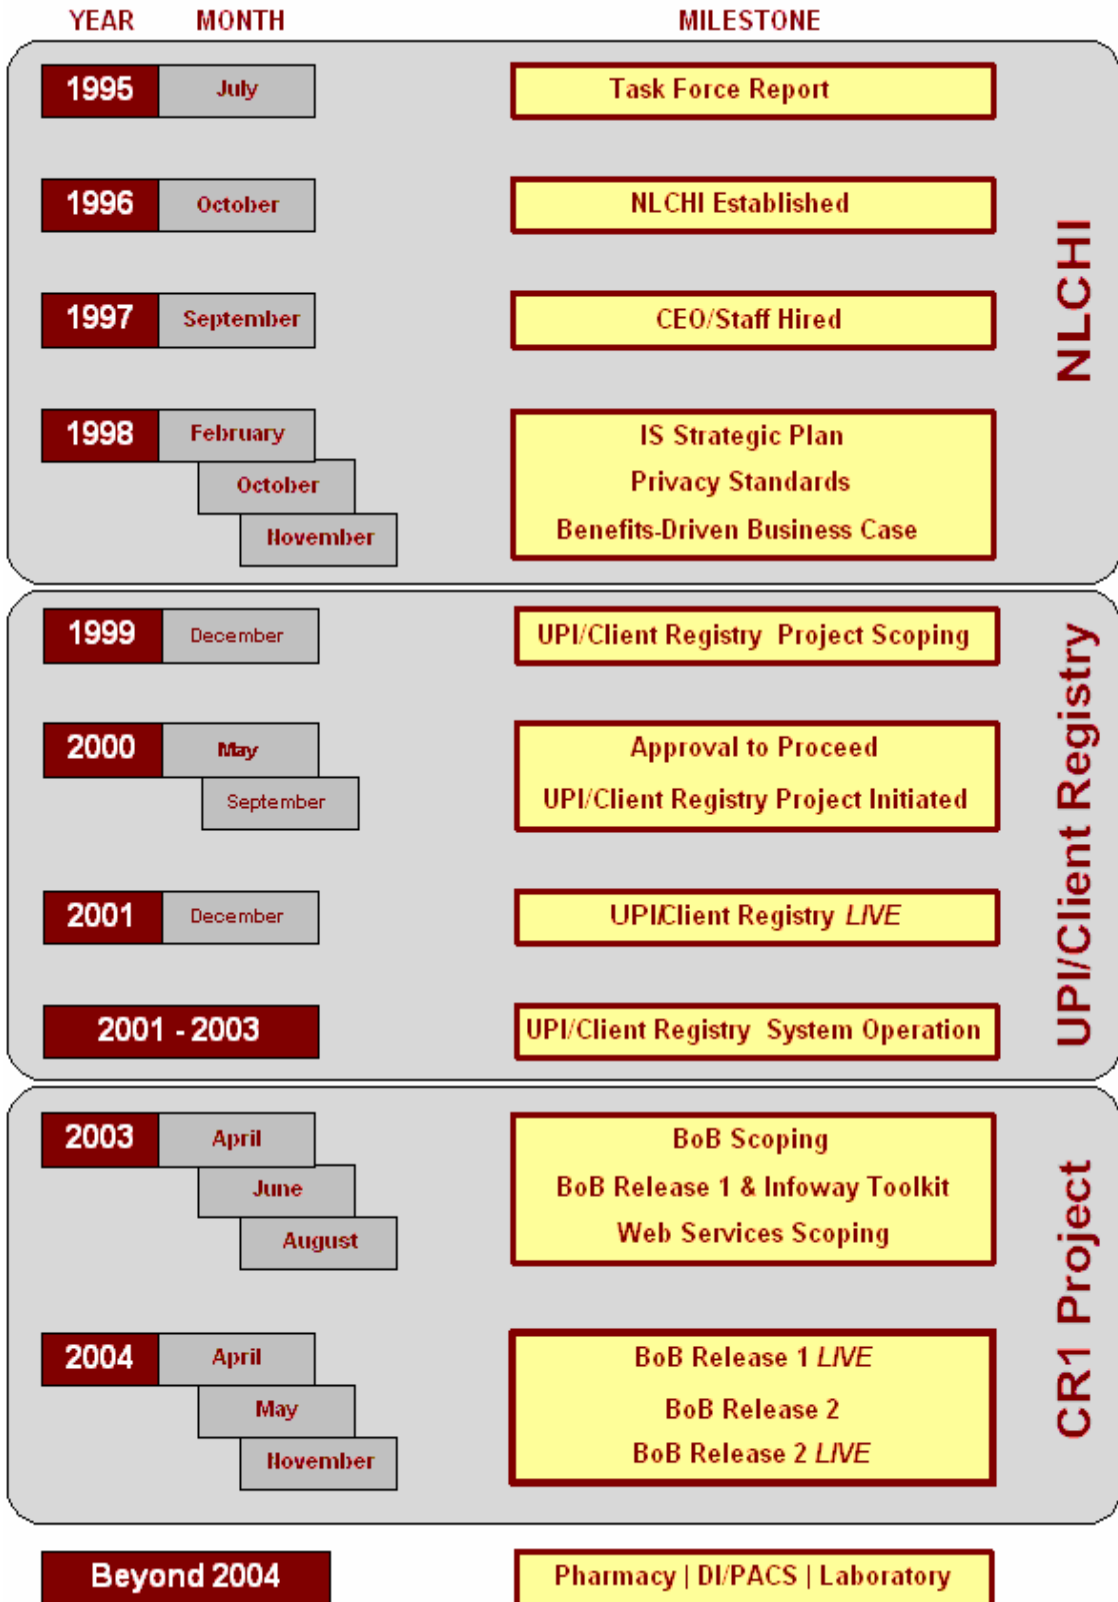 YEAR MONTH MILESTONE
1995 July Task Force Report
1996 October NLCHI Established
1997 September CEO/Staff Hired
1998 February IS Strategic Plan
October Privacy Standards
November Benefits-Driven Business Case
NLCHI
1999 December UPI/Client Registry Project Scoping
2000 May Approval to Proceed
September UPI/Client Registry Project Initiated
2001 December UPI/Client Registry LIVE
2001 - 2003 UPI/Client Registry System Operation
UPI/Client Registry
2003 April BoB Scoping
June BoB Release 1 & Infoway Toolkit
August Web Services Scoping
2004 April BoB Release 1 LIVE
May BoB Release 2
November BoB Release 2 LIVE
CR1 Project
Beyond 2004 Pharmacy | DI/PACS | Laboratory